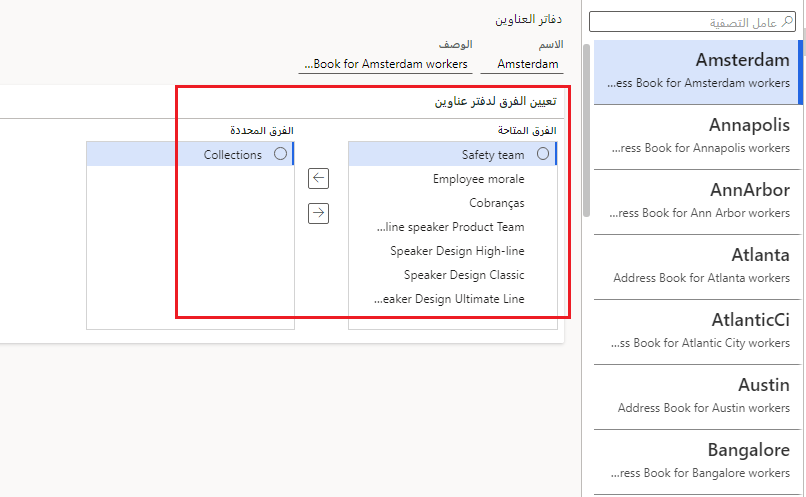 عامل التصفية
Amsterdam
...ess Book for Amsterdam workers
Annapolis
...ress Book for Annapolis workers
AnnArbor
...ress Book for Ann Arbor workers
Atlanta
Address Book for Atlanta workers
AtlanticCi
...ss Book for Atlantic City workers
Austin
Address Book for Austin workers
Bangalore
...ress Book for Bangalore workers
دفاتر العناوين
الاسم
الوصف
Amsterdam
...Book for Amsterdam workers
تعيين الفرق لدفتر عناوين
الفرق المتاحة
Safety team
Employee morale
Cobranças
...line speaker Product Team
Speaker Design High-line
Speaker Design Classic
...eaker Design Ultimate Line
الفرق المحددة
Collections